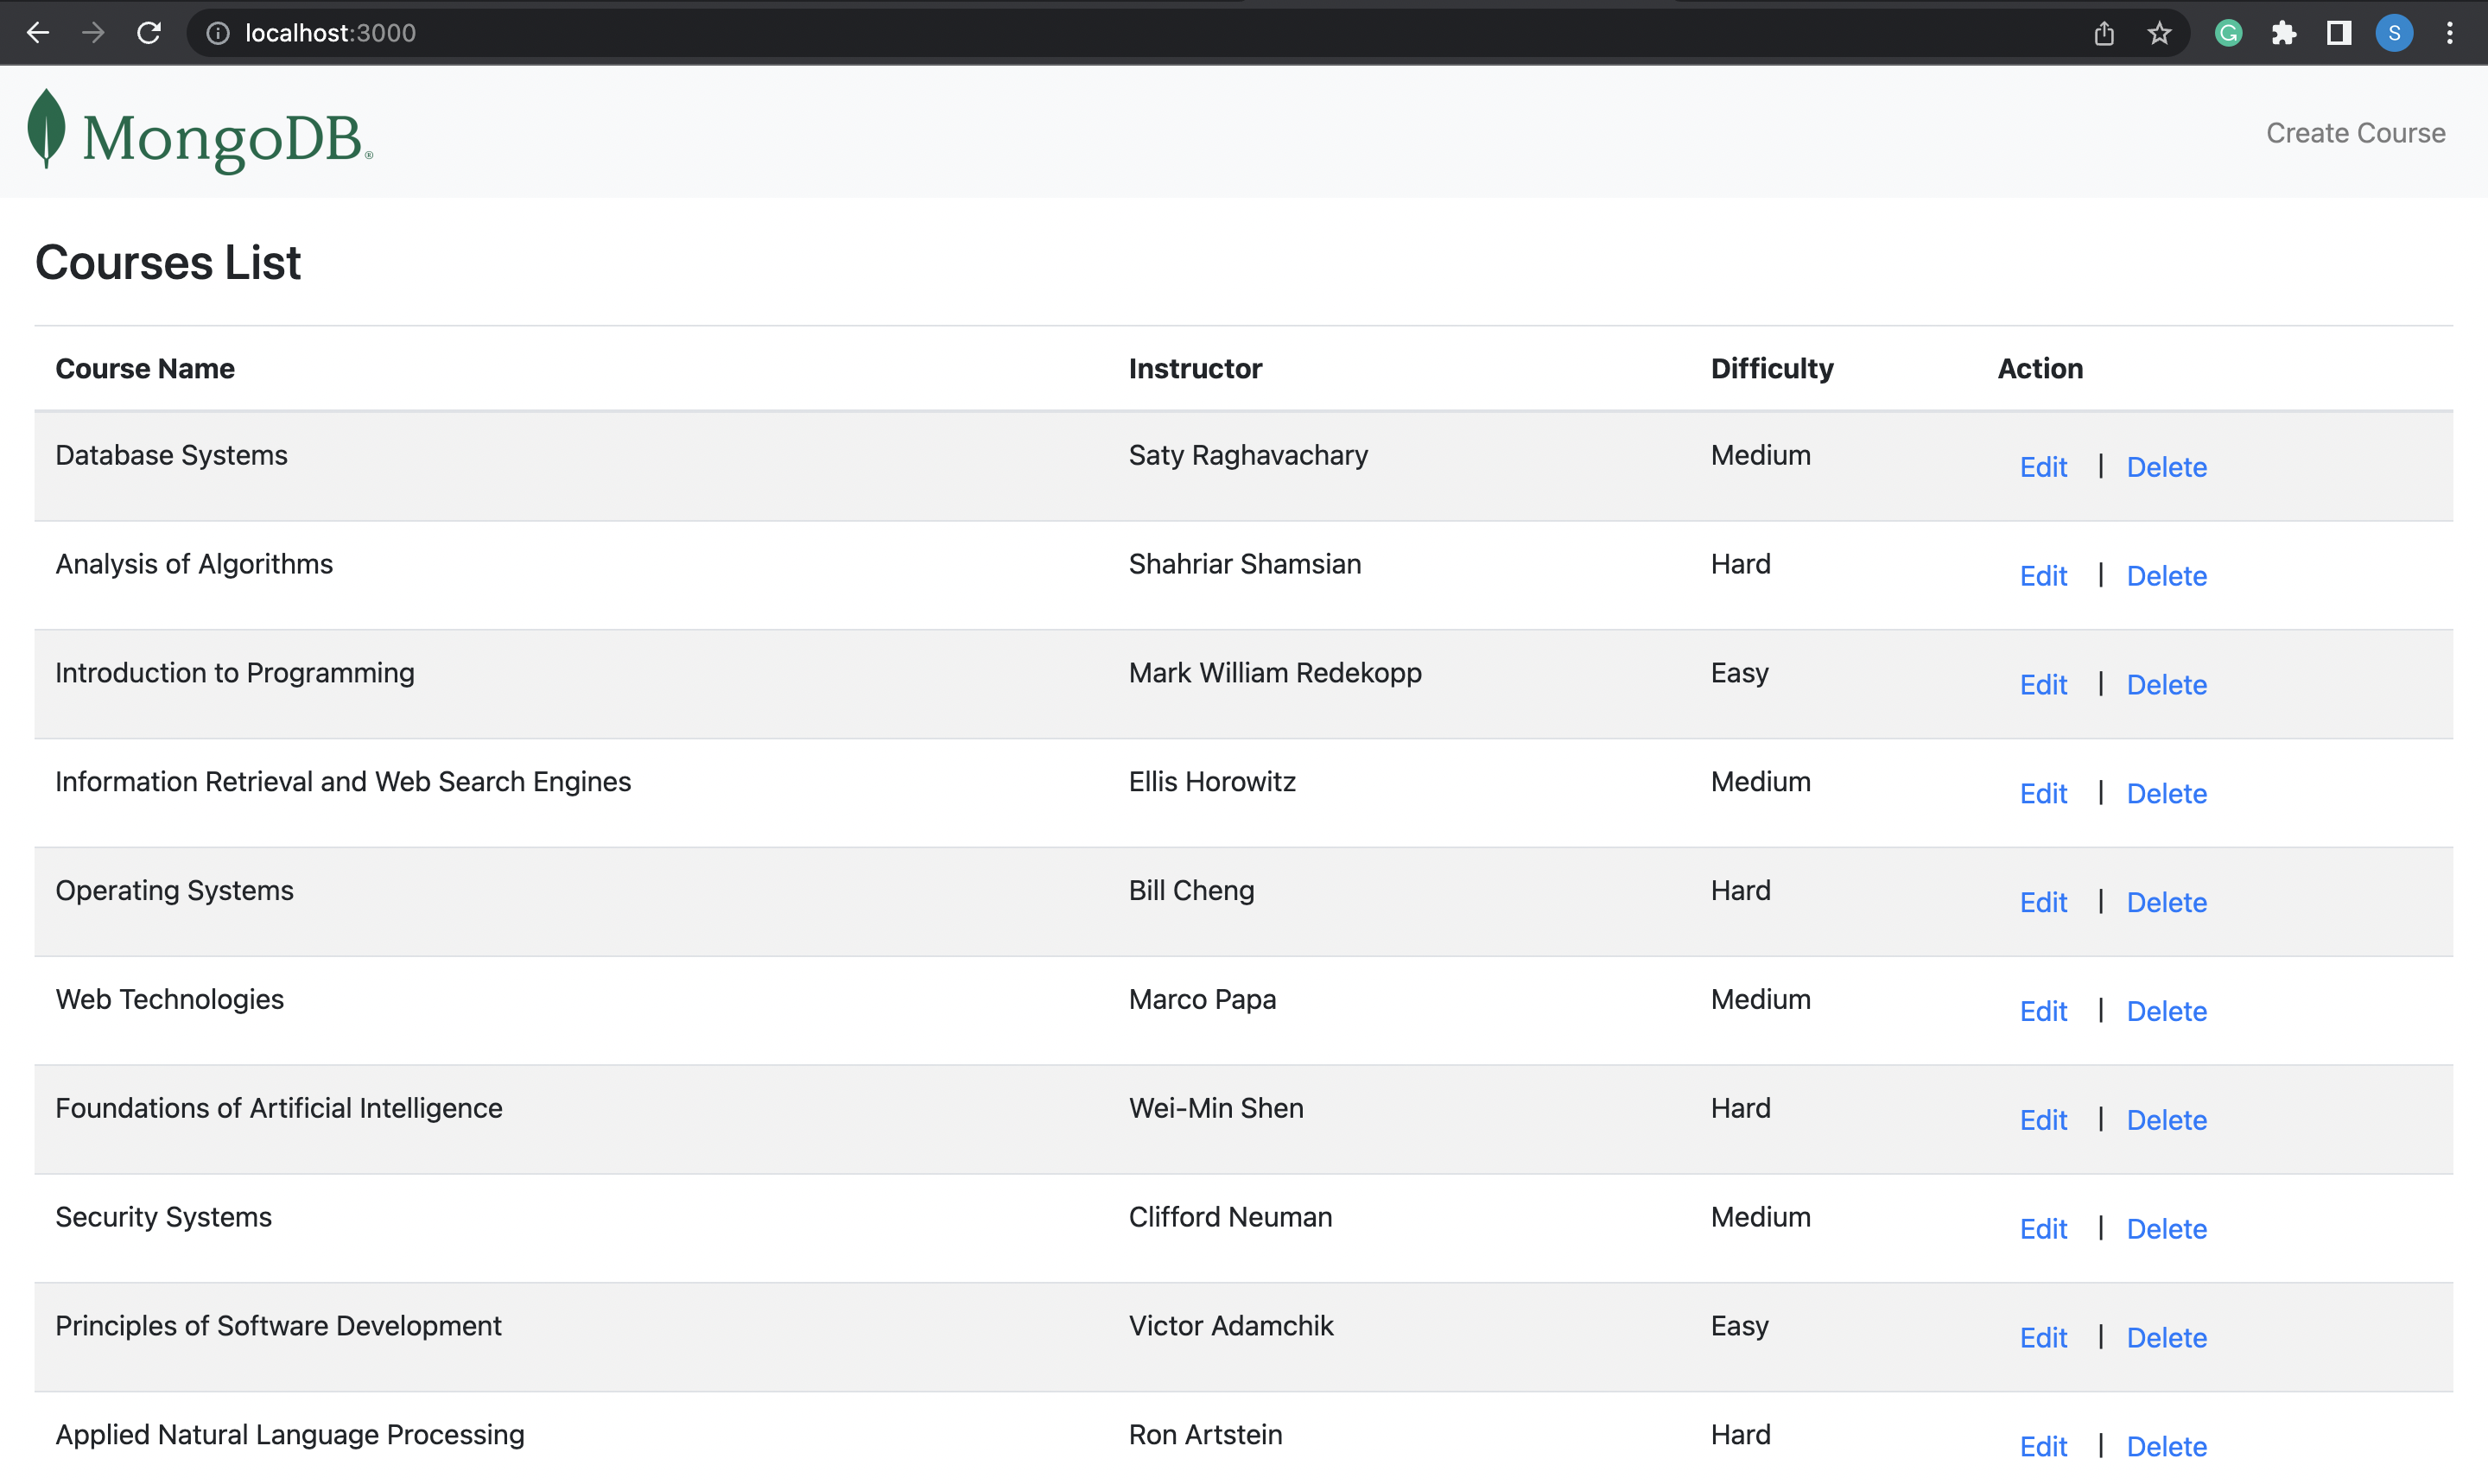 localhost:3000
S
MongoDB®
Create Course
Courses List
Course Name Instructor Difficulty Action
Database Systems Saty Raghavachary Medium Edit | Delete
Analysis of Algorithms Shahriar Shamsian Hard Edit | Delete
Introduction to Programming Mark William Redekopp Easy Edit | Delete
Information Retrieval and Web Search Engines Ellis Horowitz Medium Edit | Delete
Operating Systems Bill Cheng Hard Edit | Delete
Web Technologies Marco Papa Medium Edit | Delete
Foundations of Artificial Intelligence Wei-Min Shen Hard Edit | Delete
Security Systems Clifford Neuman Medium Edit | Delete
Principles of Software Development Victor Adamchik Easy Edit | Delete
Applied Natural Language Processing Ron Artstein Hard Edit | Delete